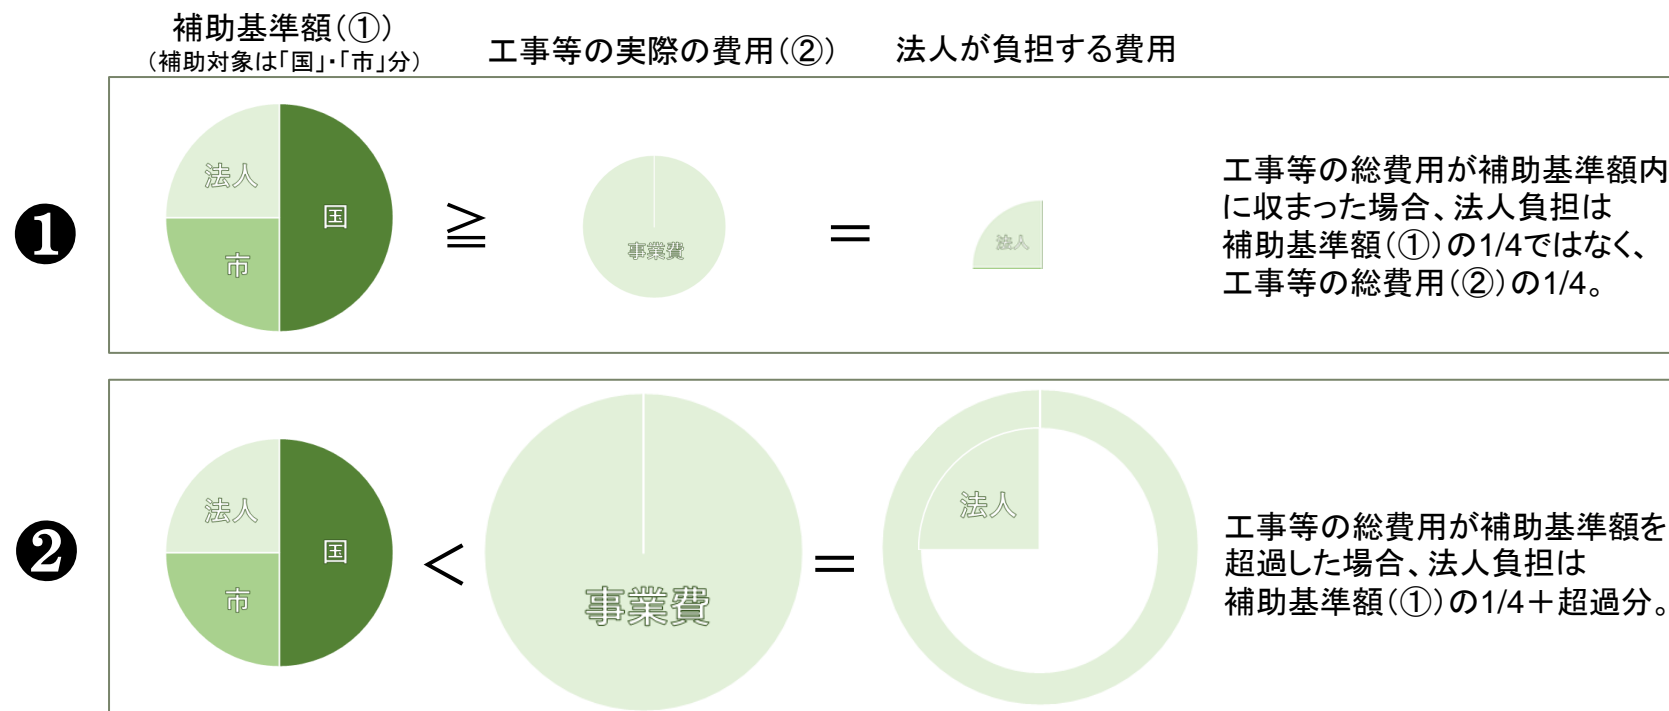 補助基準額(①)
(補助対象は「国」・「市」分)
工事等の実際の費用(②)
法人が負担する費用
❶
法人
国
市
≧
事業費
=
法人
工事等の総費用が補助基準額内
に収まった場合、法人負担は
補助基準額(①)の1/4ではなく、
工事等の総費用(②)の1/4。
❷
法人
国
市
<
事業費
=
法人
工事等の総費用が補助基準額を
超過した場合、法人負担は
補助基準額(①)の1/4+超過分。